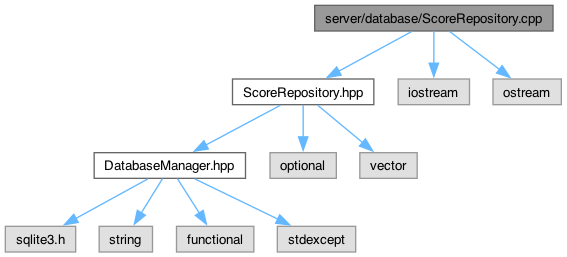 server/database/ScoreRepository.cpp
ScoreRepository.hpp
iostream
ostream
DatabaseManager.hpp
optional
vector
sqlite3.h
string
functional
stdexcept